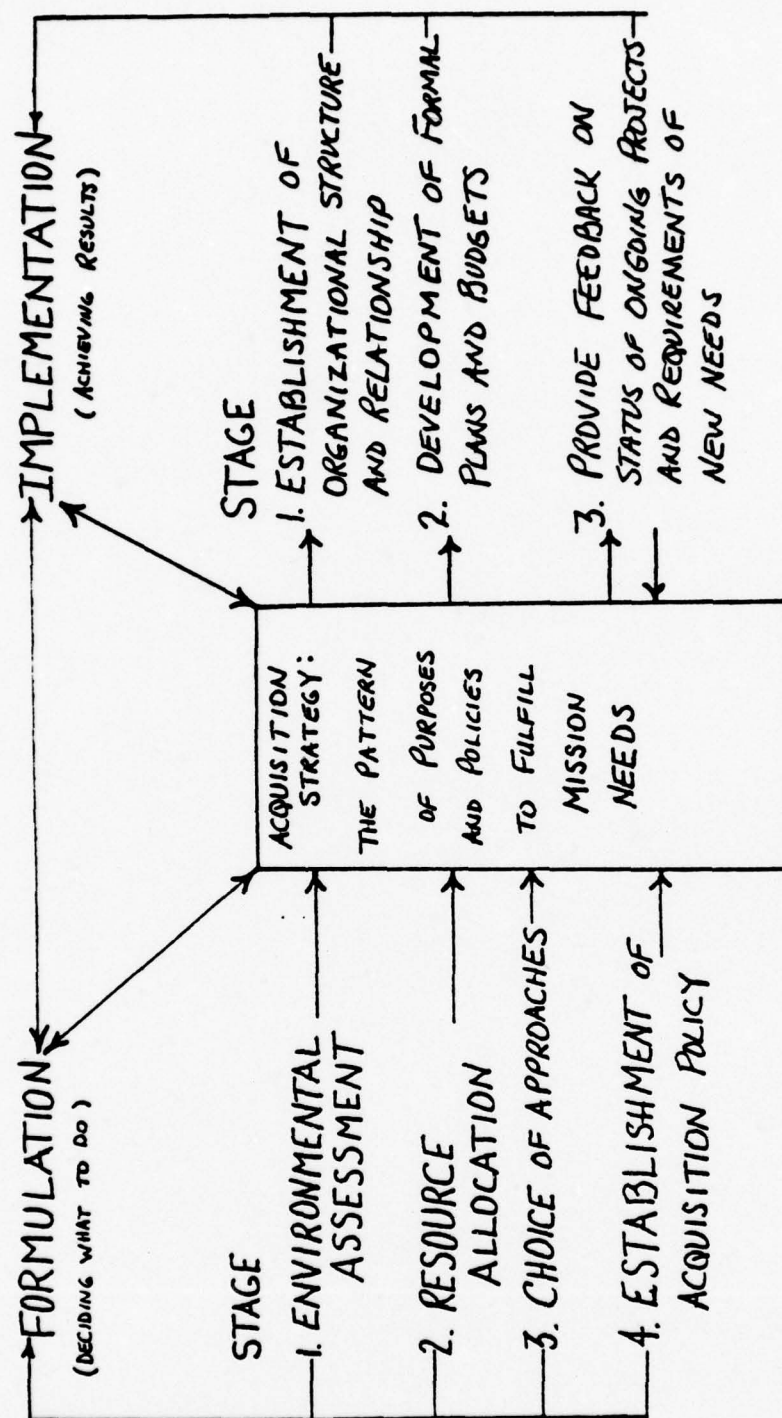 FORMULATION
(DECIDING WHAT TO DO)
STAGE
1. ENVIRONMENTAL
ASSESSMENT
2. RESOURCE
ALLOCATION
3. CHOICE OF APPROACHES
4. ESTABLISHMENT OF
ACQUISITION POLICY
ACQUISITION
STRATEGY:
THE PATTERN
OF PURPOSES
AND POLICIES
TO FULFILL
MISSION
NEEDS
IMPLEMENTATION
(ACHIEVING RESULTS)
STAGE
1. ESTABLISHMENT OF
ORGANIZATIONAL STRUCTURE
AND RELATIONSHIP
2. DEVELOPMENT OF FORMAL
PLANS AND BUDGETS
3. PROVIDE FEEDBACK ON
STATUS OF ONGOING PROJECTS
AND REQUIREMENTS OF
NEW NEEDS